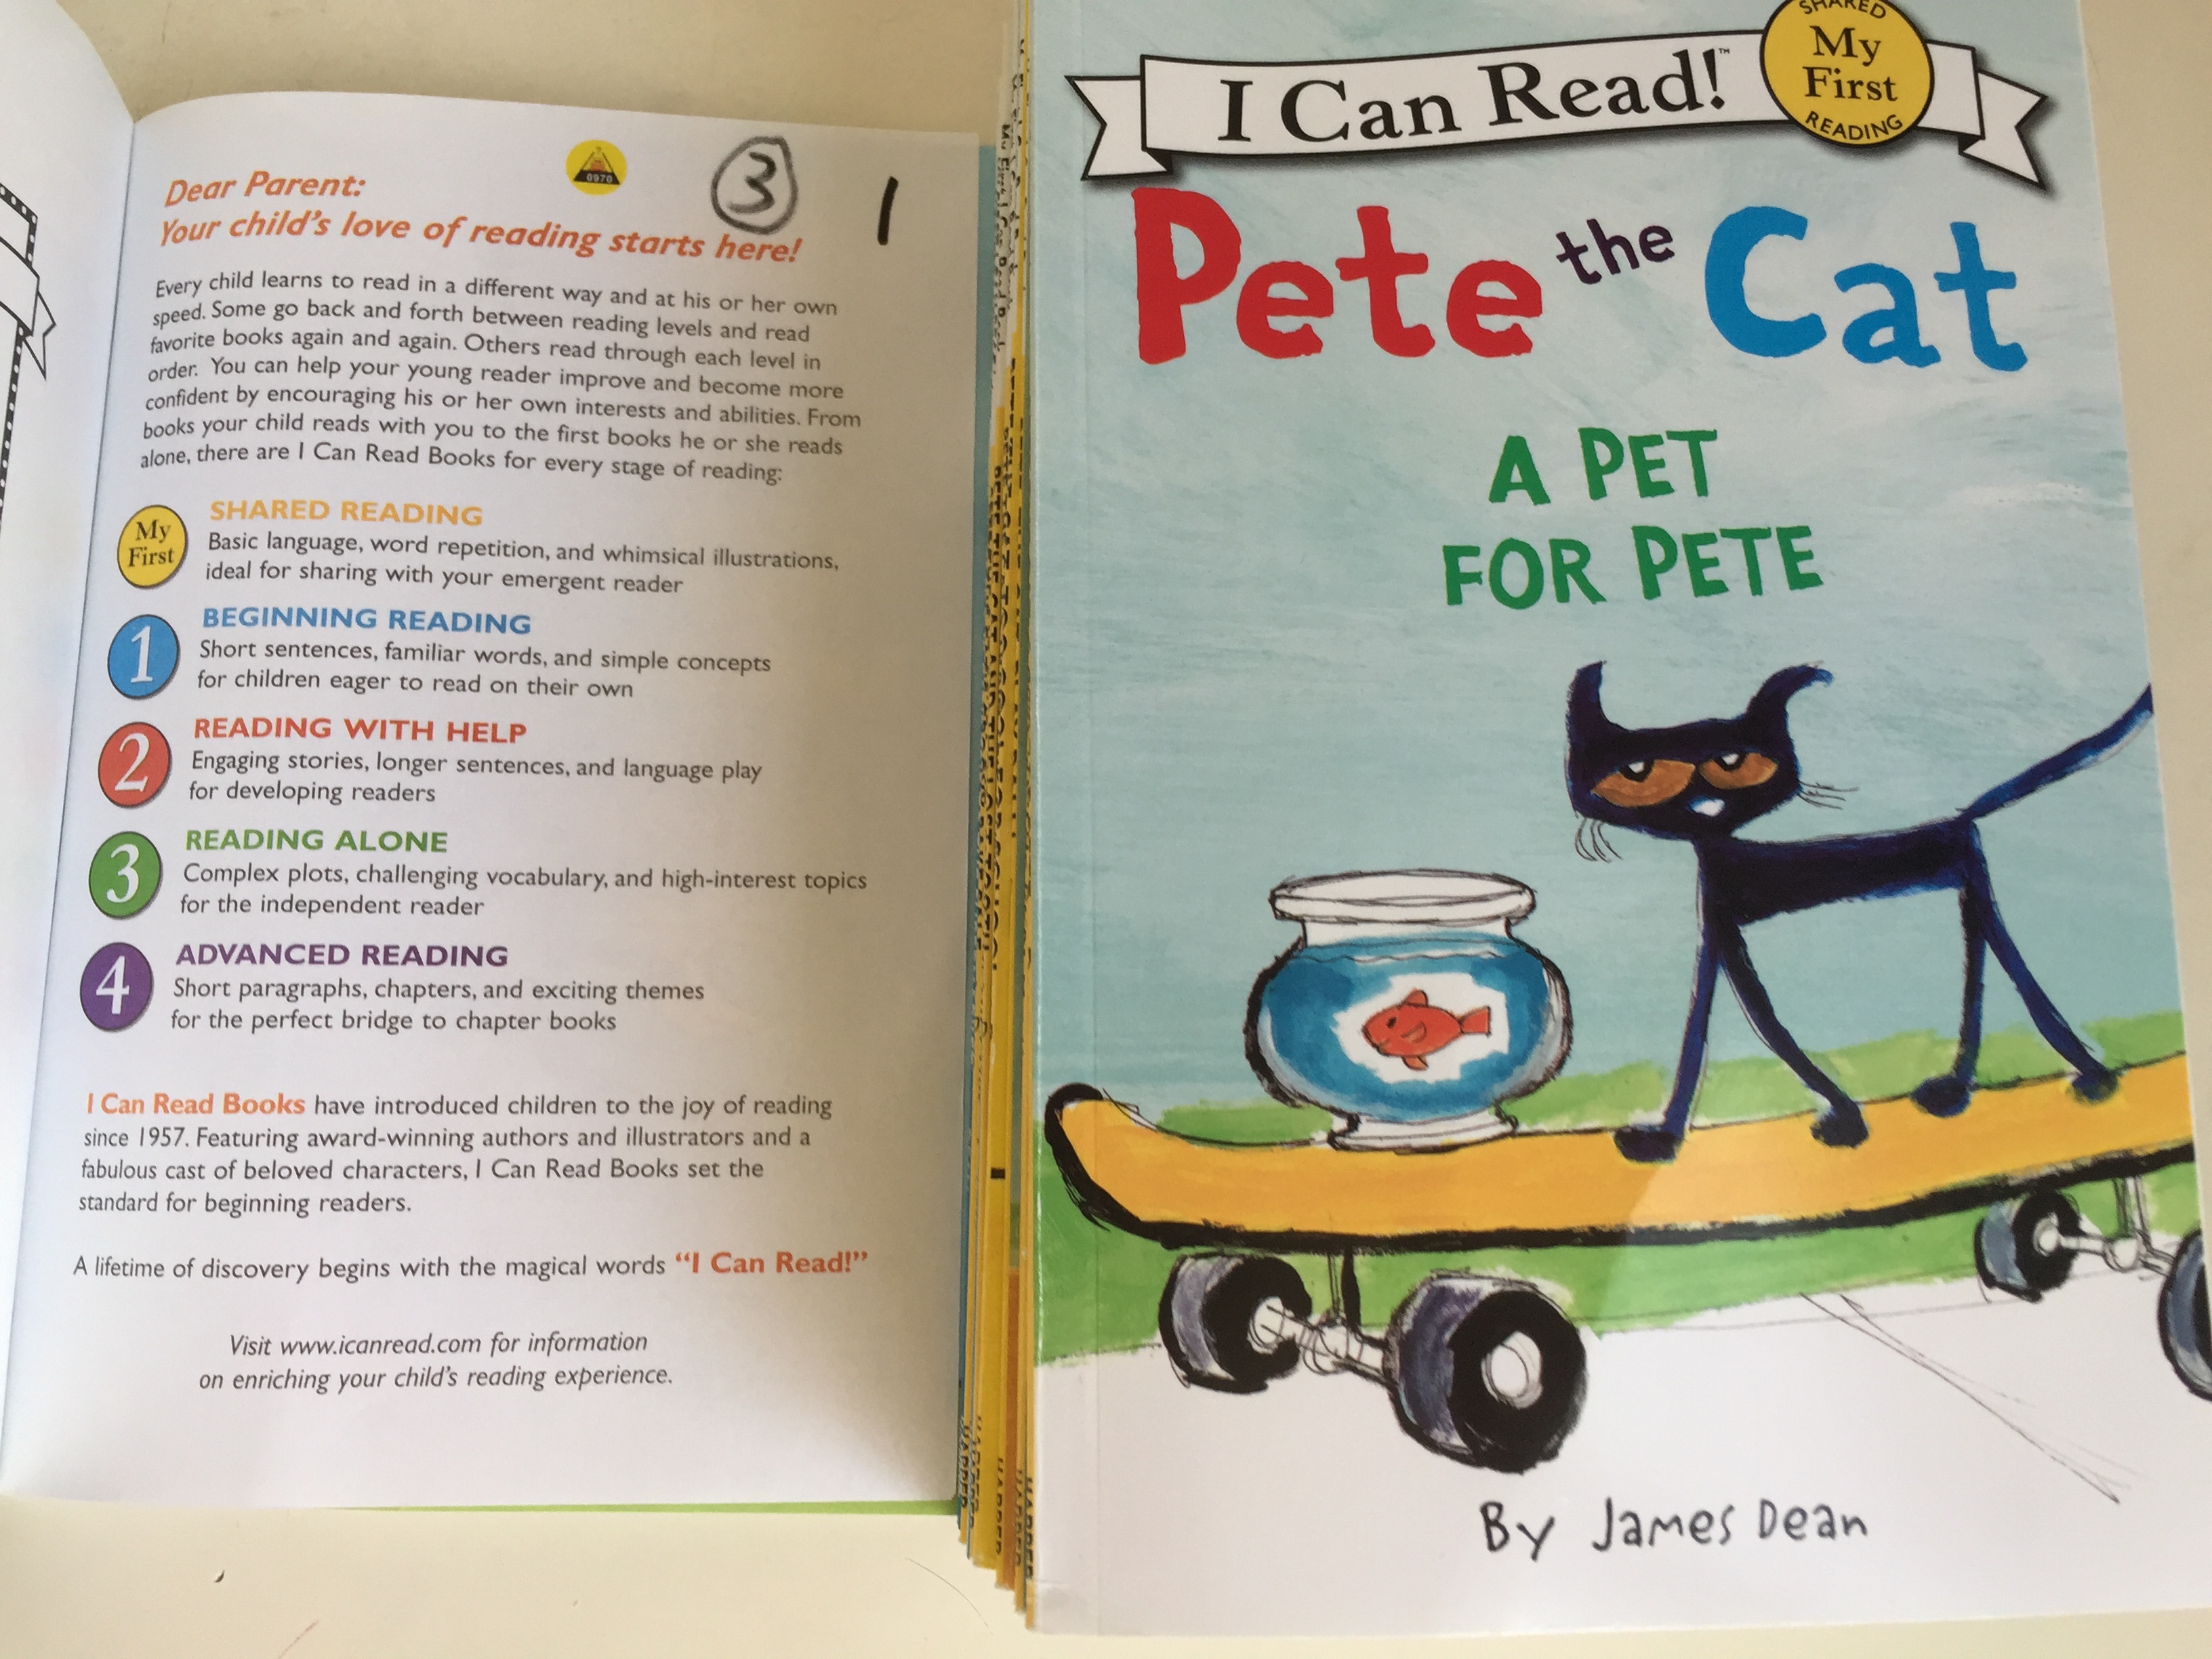 0970
3
1
Dear Parent:
Your child's love of reading starts here!
Every child learns to read in a different way and at his or her own
speed. Some go back and forth between reading levels and read
favorite books again and again. Others read through each level in
order. You can help your young reader improve and become more
confident by encouraging his or her own interests and abilities. From
books your child reads with you to the first books he or she reads
alone, there are I Can Read Books for every stage of reading:
My
First
SHARED READING
Basic language, word repetition, and whimsical illustrations,
ideal for sharing with your emergent reader
1
BEGINNING READING
Short sentences, familiar words, and simple concepts
for children eager to read on their own
2
READING WITH HELP
Engaging stories, longer sentences, and language play
for developing readers
3
READING ALONE
Complex plots, challenging vocabulary, and high-interest topics
for the independent reader
4
ADVANCED READING
Short paragraphs, chapters, and exciting themes
for the perfect bridge to chapter books
I Can Read Books have introduced children to the joy of reading
since 1957. Featuring award-winning authors and illustrators and a
fabulous cast of beloved characters, I Can Read Books set the
standard for beginning readers.
A lifetime of discovery begins with the magical words “I Can Read!”
Visit www.icanread.com for information
on enriching your child's reading experience.
I Can Read!™
SHARED
My
First
READING
Pete the Cat
A PET
FOR PETE
By James Dean